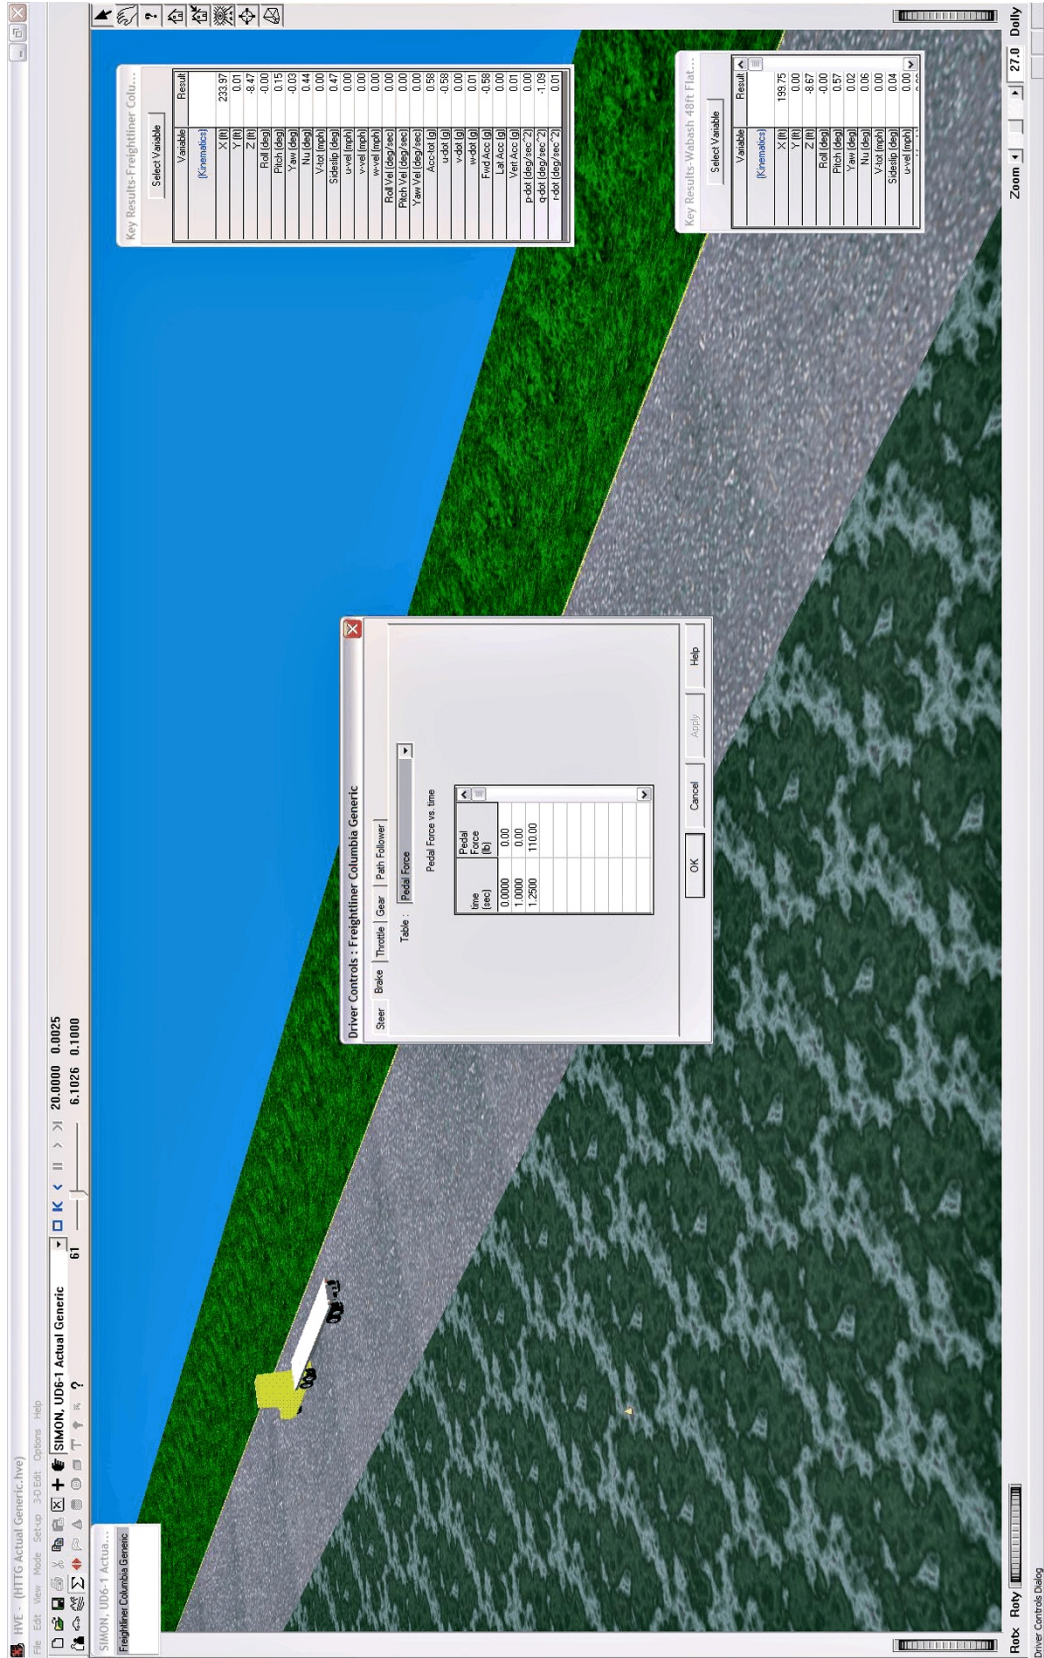 HVE - (HTTG Actual Generic.hve)
File Edit View Mode Set-up 3-D Edit Options Help
SIMON, UD6-1 Actual Generic
20.0000 0.0025
61
6.1026 0.1000
?
?
SIMON, UD6-1 Actua...
Freightliner Columbia Generic
Driver Controls : Freightliner Columbia Generic
Steer Brake Throttle Gear Path Follower
Table : Pedal Force
Pedal Force vs. time
time (sec) Pedal Force (lb)
0.0000 0.00
1.0000 0.00
1.2500 110.00
OK Cancel Apply Help
Key Results-Freightliner Colu...
Select Variable
Variable Result
(Kinematics)
X (ft) 233.97
Y (ft) 0.01
Z (ft) -8.47
Roll (deg) -0.00
Pitch (deg) 0.15
Yaw (deg) -0.03
Nu (deg) 0.44
V-tot (mph) 0.00
Sideslip (deg) 0.47
u-vel (mph) 0.00
v-vel (mph) 0.00
w-vel (mph) 0.00
Roll Vel (deg/sec) 0.00
Pitch Vel (deg/sec) 0.00
Yaw Vel (deg/sec) 0.00
Acc-tot (g) 0.58
u-dot (g) -0.58
v-dot (g) 0.00
w-dot (g) 0.01
Fwd Acc (g) -0.58
Lat Acc (g) 0.00
Vert Acc (g) 0.01
p-dot (deg/sec^2) 0.00
q-dot (deg/sec^2) -1.09
r-dot (deg/sec^2) 0.01
Key Results-Wabash 48ft Flat...
Select Variable
Variable Result
(Kinematics)
X (ft) 199.75
Y (ft) 0.00
Z (ft) -8.67
Roll (deg) -0.00
Pitch (deg) 0.57
Yaw (deg) 0.02
Nu (deg) 0.06
V-tot (mph) 0.00
Sideslip (deg) 0.04
u-vel (mph) 0.00
Rotx Roty
Zoom 27.0 Dolly
Driver Controls Dialog